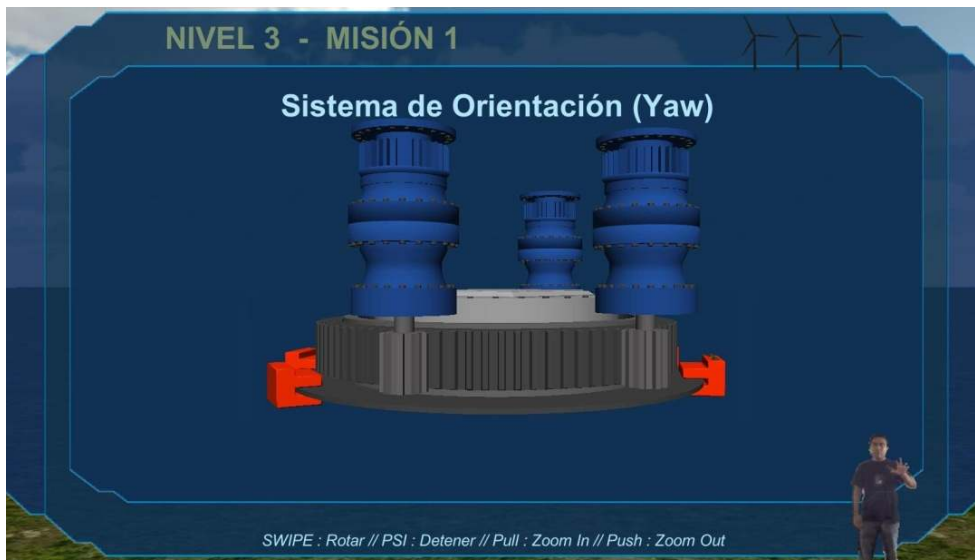 NIVEL 3 - MISIÓN 1
Sistema de Orientación (Yaw)
SWIPE : Rotar // PSI : Detener // Pull : Zoom In // Push : Zoom Out